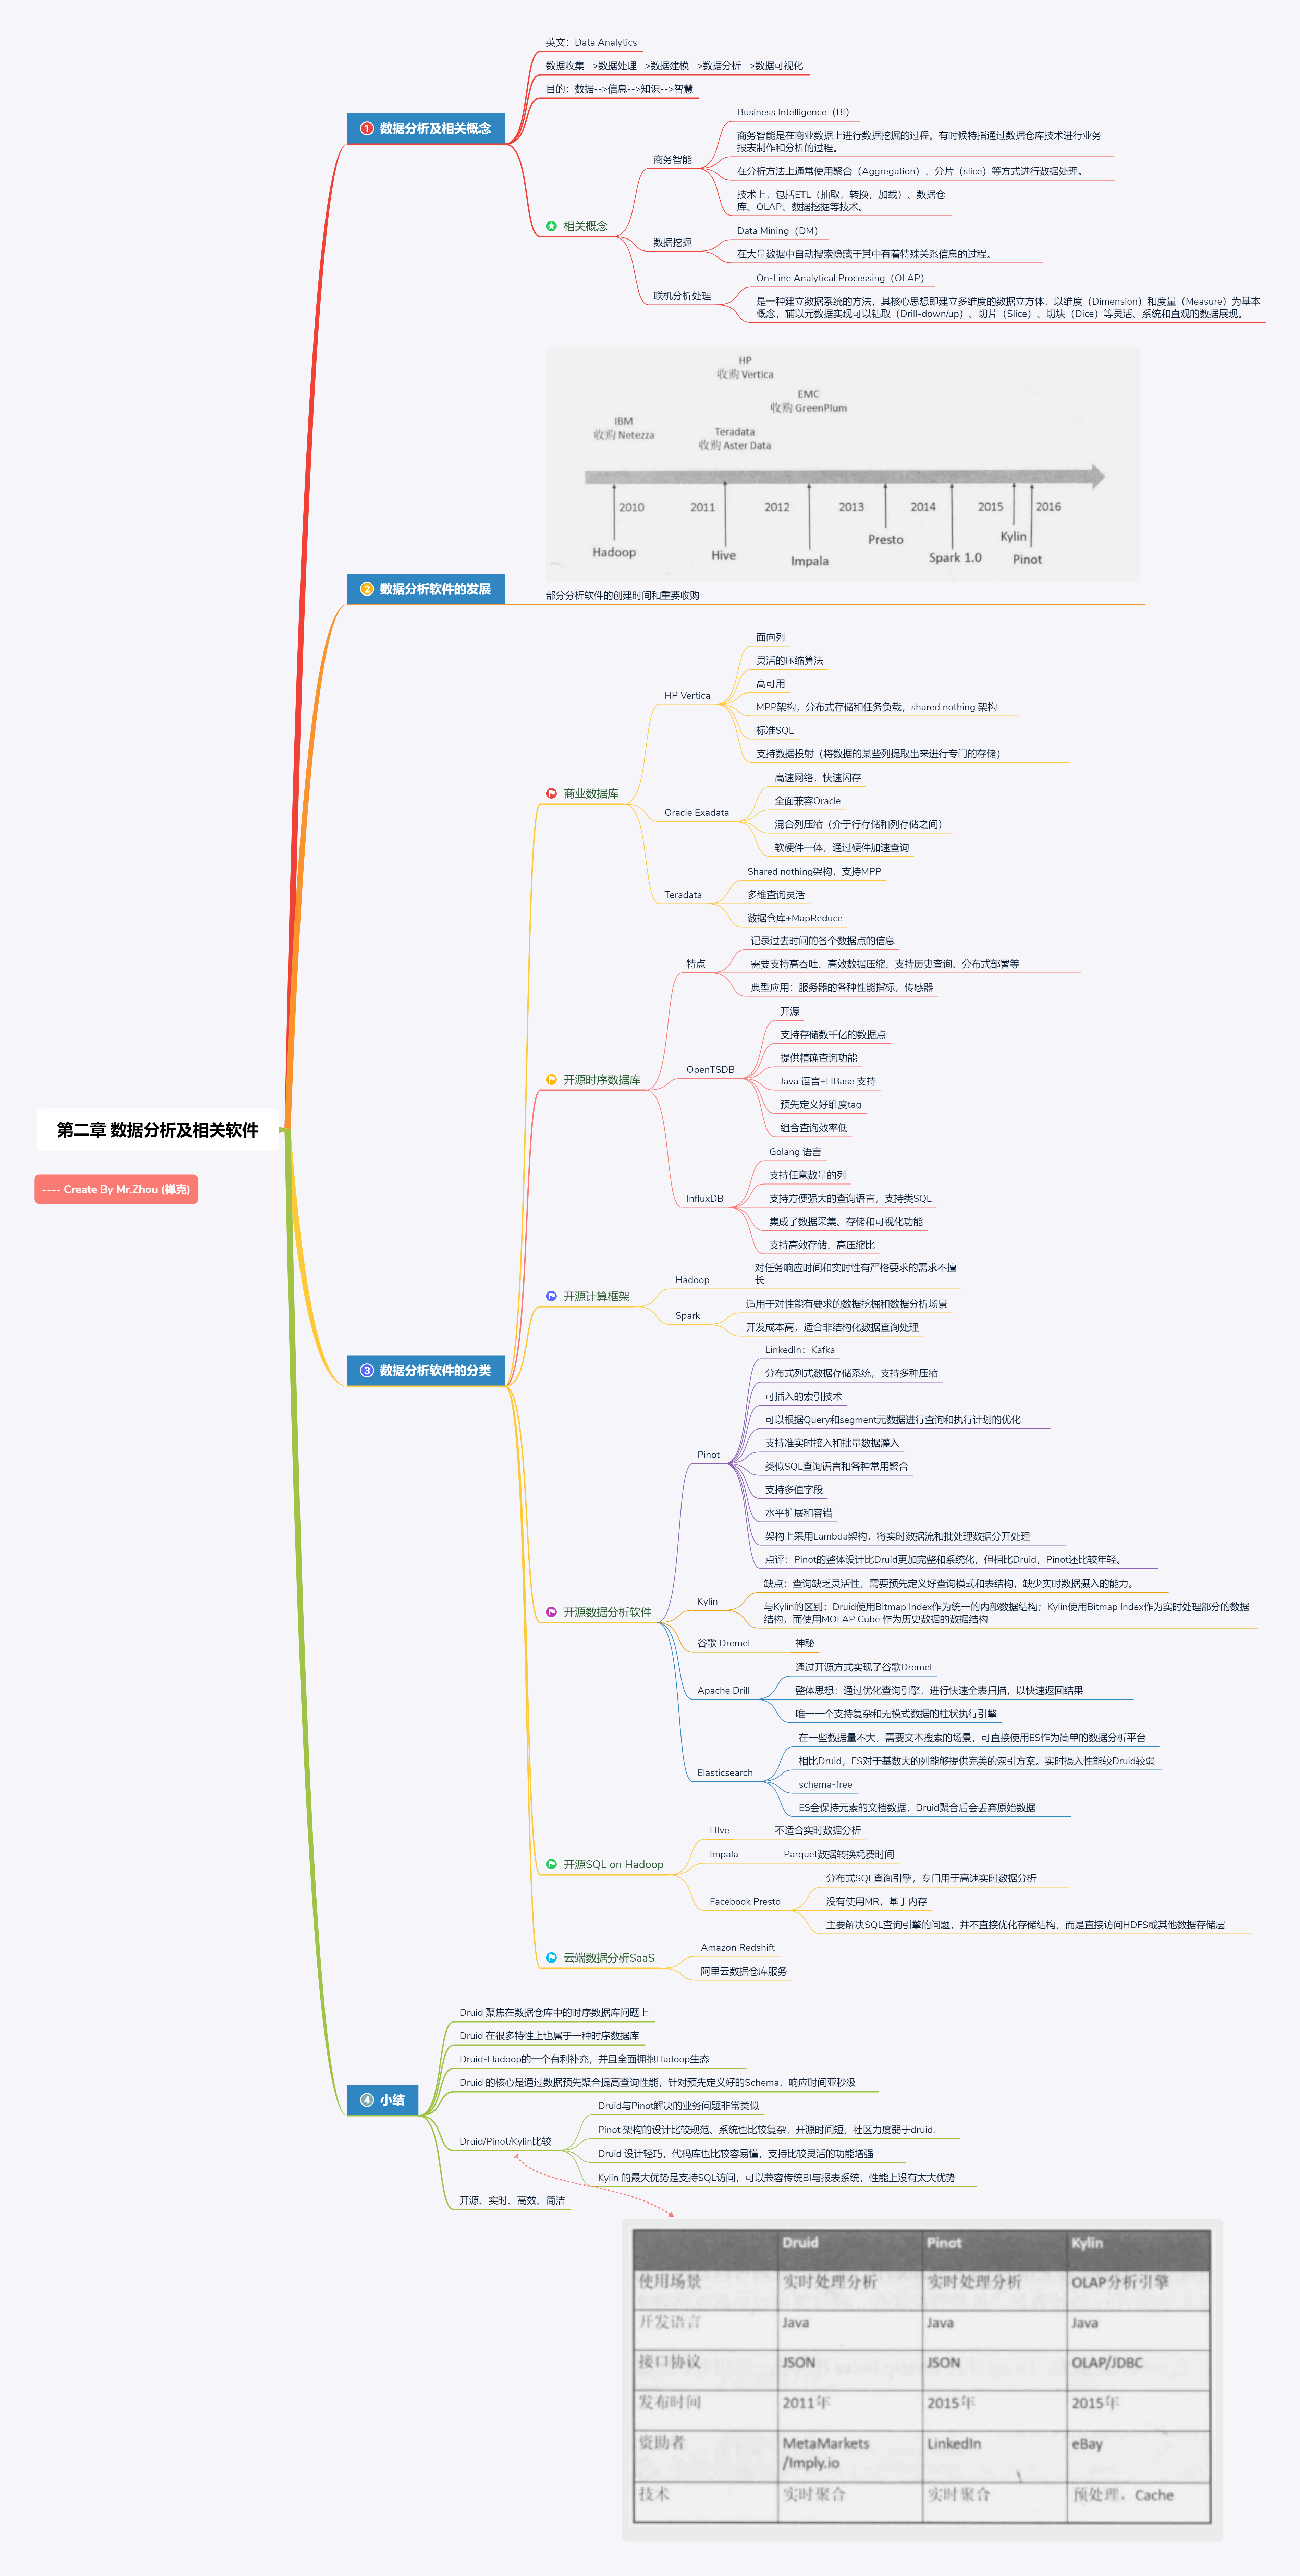 第二章 数据分析及相关软件
---- Create By Mr.Zhou (禅克)
1 数据分析及相关概念
英文：Data Analytics
数据收集-->数据处理-->数据建模-->数据分析-->数据可视化
目的：数据-->信息-->知识-->智慧
相关概念
商务智能
Business Intelligence（BI）
商务智能是在商业数据上进行数据挖掘的过程。有时候特指通过数据仓库技术进行业务
报表制作和分析的过程。
在分析方法上通常使用聚合（Aggregation）、分片（slice）等方式进行数据处理。
技术上，包括ETL（抽取，转换，加载）、数据仓
库、OLAP、数据挖掘等技术。
数据挖掘
Data Mining（DM）
在大量数据中自动搜索隐藏于其中有着特殊关系信息的过程。
联机分析处理
On-Line Analytical Processing（OLAP）
是一种建立数据系统的方法，其核心思想即建立多维度的数据立方体，以维度（Dimension）和度量（Measure）为基本
概念，辅以元数据实现可以钻取（Drill-down/up）、切片（Slice）、切块（Dice）等灵活、系统和直观的数据展现。
2 数据分析软件的发展
HP
收购 Vertica
EMC
收购 GreenPlum
IBM
收购 Netezza
Teradata
收购 Aster Data
2010 2011 2012 2013 2014 2015 2016
Hadoop
Hive
Impala
Presto
Spark 1.0
Kylin
Pinot
部分分析软件的创建时间和重要收购
3 数据分析软件的分类
商业数据库
HP Vertica
面向列
灵活的压缩算法
高可用
MPP架构，分布式存储和任务负载，shared nothing 架构
标准SQL
支持数据投射（将数据的某些列提取出来进行专门的存储）
Oracle Exadata
高速网络，快速闪存
全面兼容Oracle
混合列压缩（介于行存储和列存储之间）
软硬件一体，通过硬件加速查询
Teradata
Shared nothing架构，支持MPP
多维查询灵活
数据仓库+MapReduce
开源时序数据库
特点
记录过去时间的各个数据点的信息
需要支持高吞吐、高效数据压缩、支持历史查询、分布式部署等
典型应用：服务器的各种性能指标，传感器
OpenTSDB
开源
支持存储数千亿的数据点
提供精确查询功能
Java 语言+HBase 支持
预先定义好维度tag
组合查询效率低
InfluxDB
Golang 语言
支持任意数量的列
支持方便强大的查询语言，支持类SQL
集成了数据采集、存储和可视化功能
支持高效存储、高压缩比
开源计算框架
Hadoop
对任务响应时间和实时性有严格要求的需求不擅
长
Spark
适用于对性能有要求的数据挖掘和数据分析场景
开发成本高，适合非结构化数据查询处理
开源数据分析软件
Pinot
LinkedIn：Kafka
分布式列式数据存储系统，支持多种压缩
可插入的索引技术
可以根据Query和segment元数据进行查询和执行计划的优化
支持准实时接入和批量数据灌入
类似SQL查询语言和各种常用聚合
支持多值字段
水平扩展和容错
架构上采用Lambda架构，将实时数据流和批处理数据分开处理
点评：Pinot的整体设计比Druid更加完整和系统化，但相比Druid，Pinot还比较年轻。
Kylin
缺点：查询缺乏灵活性，需要预先定义好查询模式和表结构，缺少实时数据摄入的能力。
与Kylin的区别：Druid使用Bitmap Index作为统一的内部数据结构；Kylin使用Bitmap Index作为实时处理部分的数据
结构，而使用MOLAP Cube 作为历史数据的数据结构
谷歌 Dremel
神秘
Apache Drill
通过开源方式实现了谷歌Dremel
整体思想：通过优化查询引擎，进行快速全表扫描，以快速返回结果
唯一一个支持复杂和无模式数据的柱状执行引擎
Elasticsearch
在一些数据量不大，需要文本搜索的场景，可直接使用ES作为简单的数据分析平台
相比Druid，ES对于基数大的列能够提供完美的索引方案。实时摄入性能较Druid较弱
schema-free
ES会保持元素的文档数据，Druid聚合后会丢弃原始数据
开源SQL on Hadoop
HIve
不适合实时数据分析
Impala
Parquet数据转换耗费时间
Facebook Presto
分布式SQL查询引擎，专门用于高速实时数据分析
没有使用MR，基于内存
主要解决SQL查询引擎的问题，并不直接优化存储结构，而是直接访问HDFS或其他数据存储层
云端数据分析SaaS
Amazon Redshift
阿里云数据仓库服务
4 小结
Druid 聚焦在数据仓库中的时序数据库问题上
Druid 在很多特性上也属于一种时序数据库
Druid-Hadoop的一个有利补充，并且全面拥抱Hadoop生态
Druid 的核心是通过数据预先聚合提高查询性能，针对预先定义好的Schema，响应时间亚秒级
Druid/Pinot/Kylin比较
Druid与Pinot解决的业务问题非常类似
Pinot 架构的设计比较规范、系统也比较复杂，开源时间短，社区力度弱于druid.
Druid 设计轻巧，代码库也比较容易懂，支持比较灵活的功能增强
Kylin 的最大优势是支持SQL访问，可以兼容传统BI与报表系统，性能上没有太大优势
开源、实时、高效、简洁
Druid Pinot Kylin
使用场景 实时处理分析 实时处理分析 OLAP分析引擎
开发语言 Java Java Java
接口协议 JSON JSON OLAP/JDBC
发布时间 2011年 2015年 2015年
资助者 MetaMarkets LinkedIn eBay
/Imply.io
技术 实时聚合 实时聚合 预处理，Cache